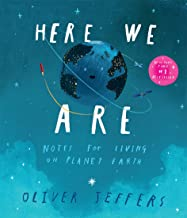 HERE WE
ARE
NOTES FOR LIVING
ON PLANET EARTH
OLIVER JEFFERS